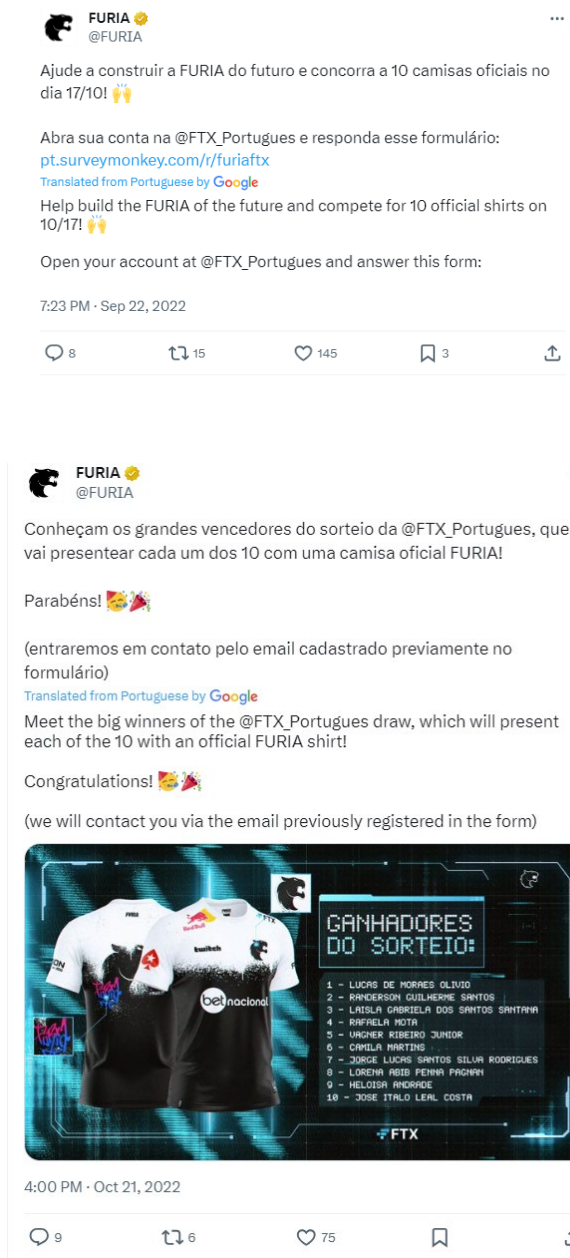 FURIA
@FURIA
Ajude a construir a FURIA do futuro e concorra a 10 camisas oficiais no
dia 17/10! 🙌
Abra sua conta na @FTX_Portugues e responda esse formulário:
pt.surveymonkey.com/r/furiaftx
Translated from Portuguese by Google
Help build the FURIA of the future and compete for 10 official shirts on
10/17! 🙌
Open your account at @FTX_Portugues and answer this form:
7:23 PM · Sep 22, 2022
8 15 145 3
FURIA
@FURIA
Conheçam os grandes vencedores do sorteio da @FTX_Portugues, que
vai presentear cada um dos 10 com uma camisa oficial FURIA!
Parabéns! 🥳🎉
(entraremos em contato pelo email cadastrado previamente no
formulário)
Translated from Portuguese by Google
Meet the big winners of the @FTX_Portugues draw, which will present
each of the 10 with an official FURIA shirt!
Congratulations! 🥳🎉
(we will contact you via the email previously registered in the form)
FURIA
Red Bull
FTX
twitch
bet nacional
GANHADORES
DO SORTEIO:
1 - LUCAS DE MORAES OLIVIO
2 - RANDERSON GUILHERME SANTOS
3 - LAISLA GABRIELA DOS SANTOS SANTANA
4 - RAFAELA MOTA
5 - VAGNER RIBEIRO JUNIOR
6 - CAMILA MARTINS
7 - JORGE LUCAS SANTOS SILVA RODRIGUES
8 - LORENA ABIB PENNA PAGNAN
9 - HELOISA ANDRADE
10 - JOSE ITALO LEAL COSTA
FTX
4:00 PM · Oct 21, 2022
9 6 75